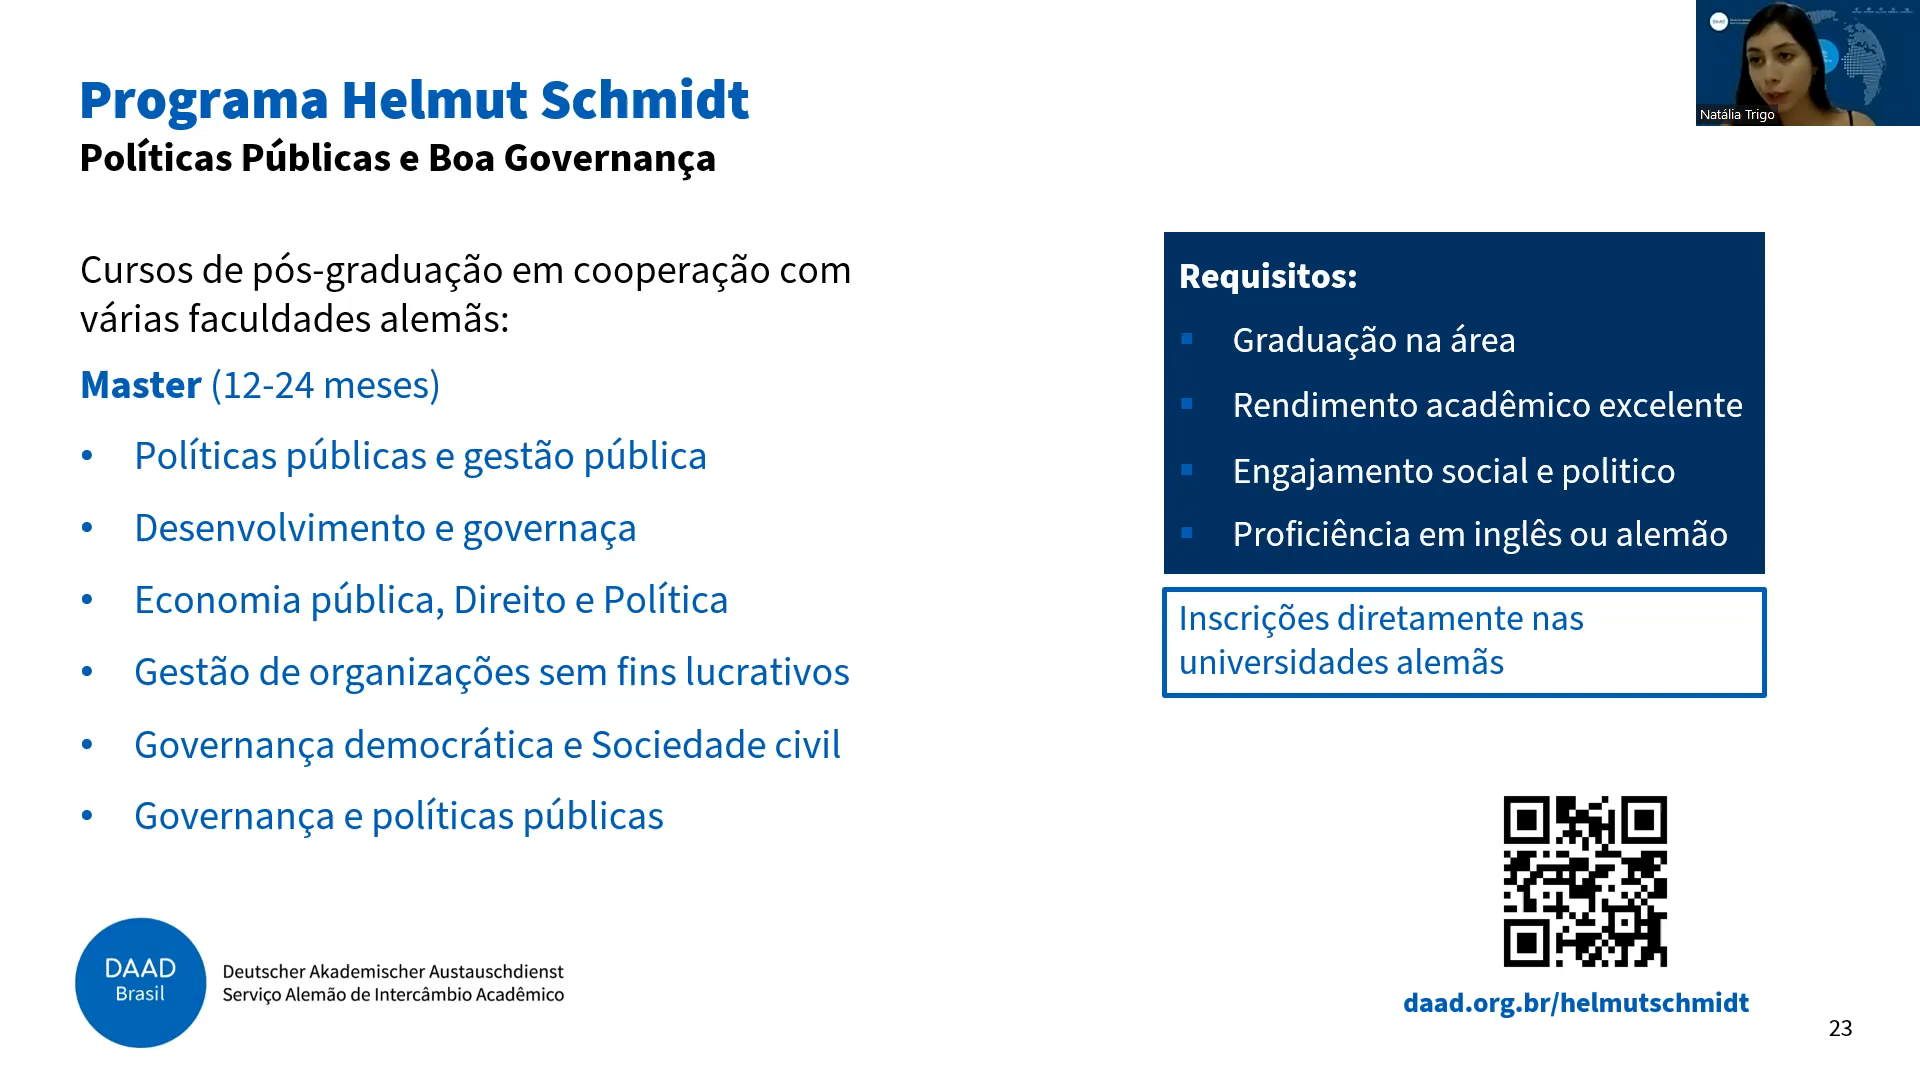 Programa Helmut Schmidt
Políticas Públicas e Boa Governança
Cursos de pós-graduação em cooperação com
várias faculdades alemãs:
Master (12-24 meses)
• Políticas públicas e gestão pública
• Desenvolvimento e governaça
• Economia pública, Direito e Política
• Gestão de organizações sem fins lucrativos
• Governança democrática e Sociedade civil
• Governança e políticas públicas
Requisitos:
Graduação na área
Rendimento acadêmico excelente
Engajamento social e politico
Proficiência em inglês ou alemão
Inscrições diretamente nas
universidades alemãs
daad.org.br/helmutschmidt
23
DAAD
Brasil
Deutscher Akademischer Austauschdienst
Serviço Alemão de Intercâmbio Acadêmico
Natália Trigo